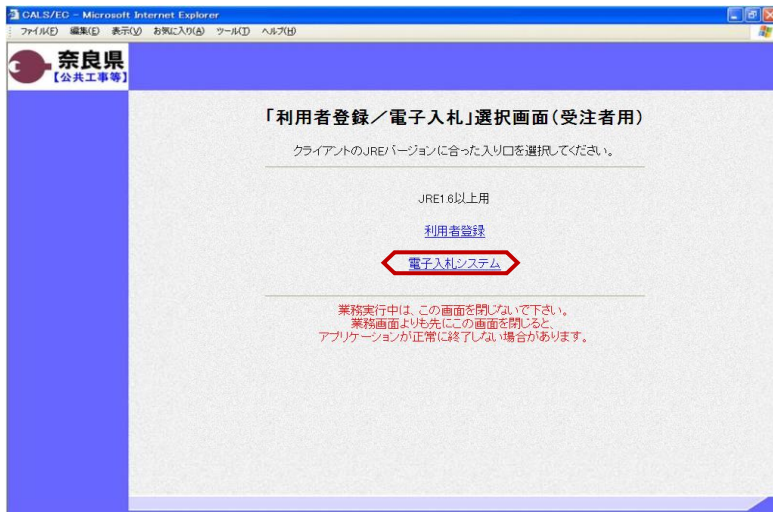 CALS/EC - Microsoft Internet Explorer
ファイル(F) 編集(E) 表示(V) お気に入り(A) ツール(T) ヘルプ(H)
奈良県
【公共工事等】
「利用者登録／電子入札」選択画面(受注者用)
クライアントのJREバージョンに合った入り口を選択してください。
JRE1.6以上用
利用者登録
電子入札システム
業務実行中は、この画面を閉じないで下さい。
業務画面よりも先にこの画面を閉じると、
アプリケーションが正常に終了しない場合があります。